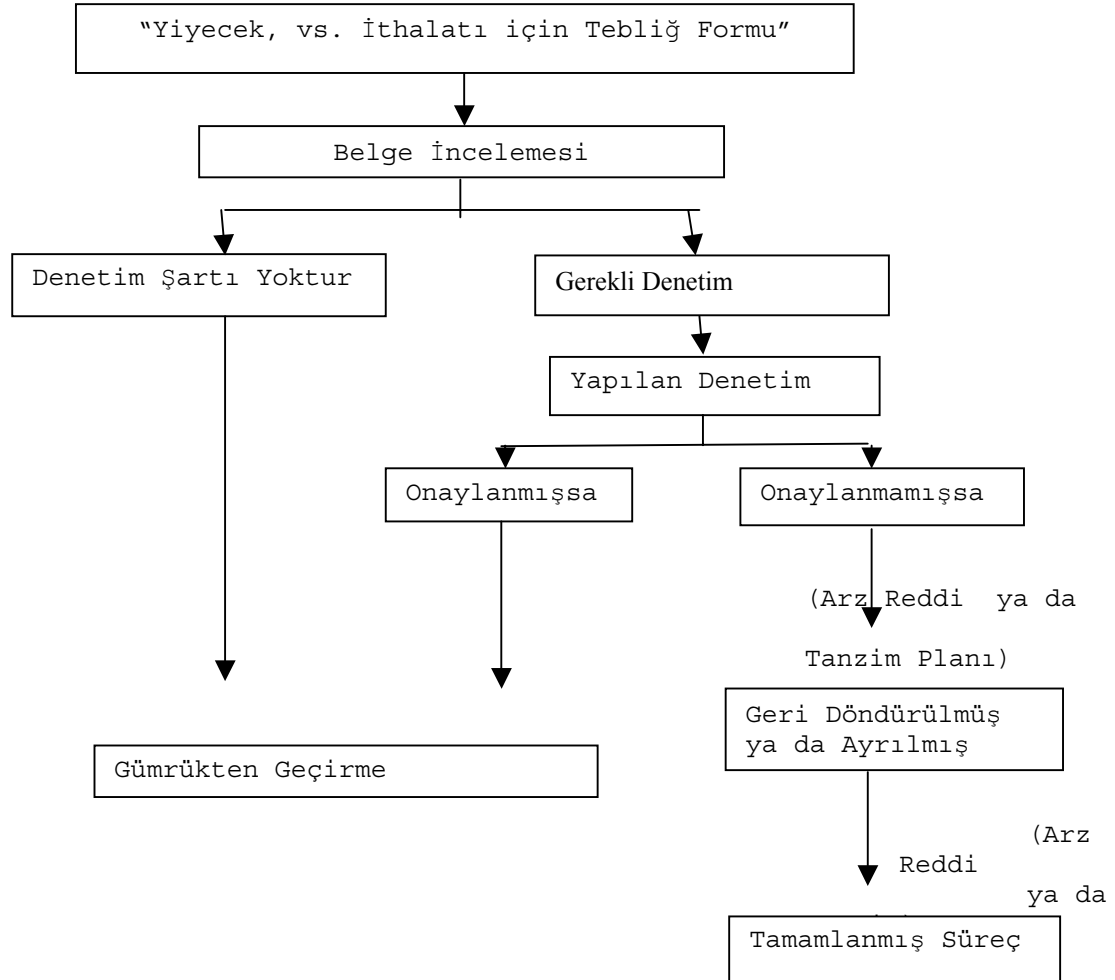 “Yiyecek, vs. İthalatı için Tebliğ Formu”
Belge İncelemesi
Denetim Şartı Yoktur
Gerekli Denetim
Yapılan Denetim
Onaylanmışsa
Onaylanmamışsa
(Arz Reddi ya da
Tanzim Planı)
Geri Döndürülmüş
ya da Ayrılmış
Gümrükten Geçirme
(Arz
Reddi
ya da
Tamamlanmış Süreç